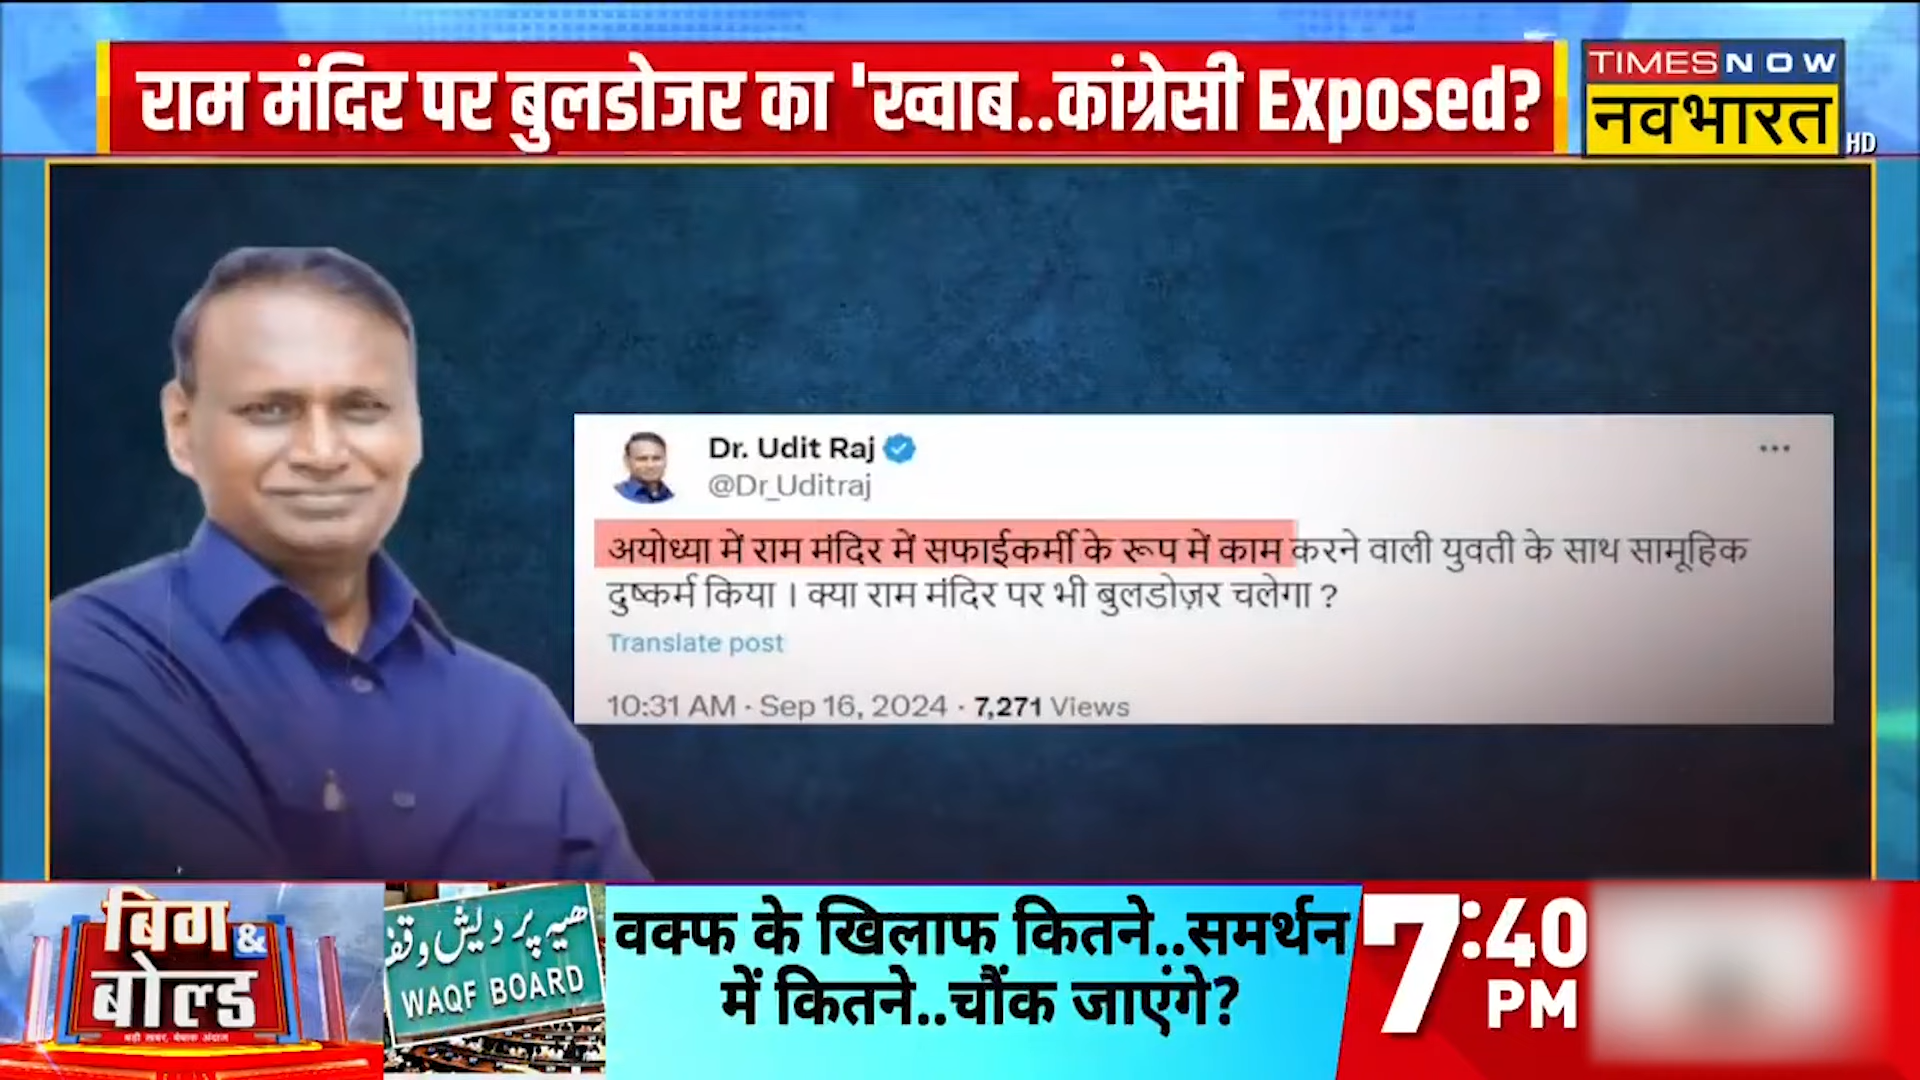 राम मंदिर पर बुलडोजर का 'ख्वाब..कांग्रेसी Exposed?
TIMES NOW
नवभारत
HD
Dr. Udit Raj
@Dr_Uditraj
अयोध्या में राम मंदिर में सफाईकर्मी के रूप में काम करने वाली युवती के साथ सामूहिक
दुष्कर्म किया । क्या राम मंदिर पर भी बुलडोज़र चलेगा ?
Translate post
10:31 AM · Sep 16, 2024 · 7,271 Views
बिग &
बोल्ड
बड़ी खबर, बेबाक अंदाज
WAQF BOARD
वक्फ के खिलाफ कितने..समर्थन
में कितने..चौंक जाएंगे?
7:40
PM